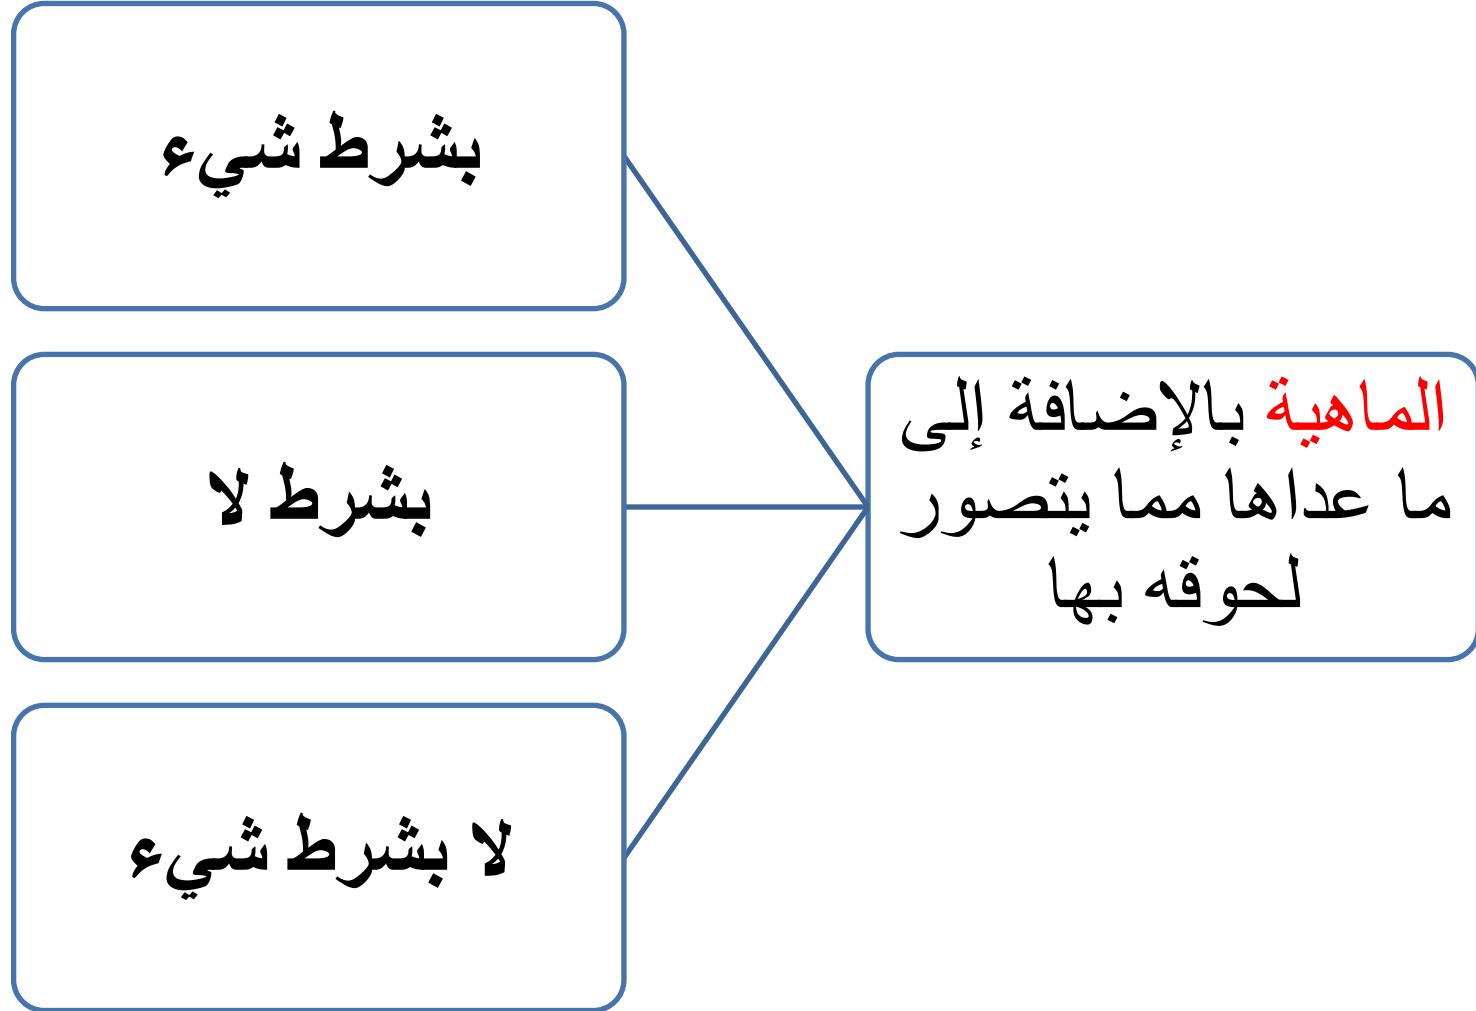 الماهية بالإضافة إلى
ما عداها مما يتصور
لحوقه بها
بشرط شيء
بشرط لا
لا بشرط شيء